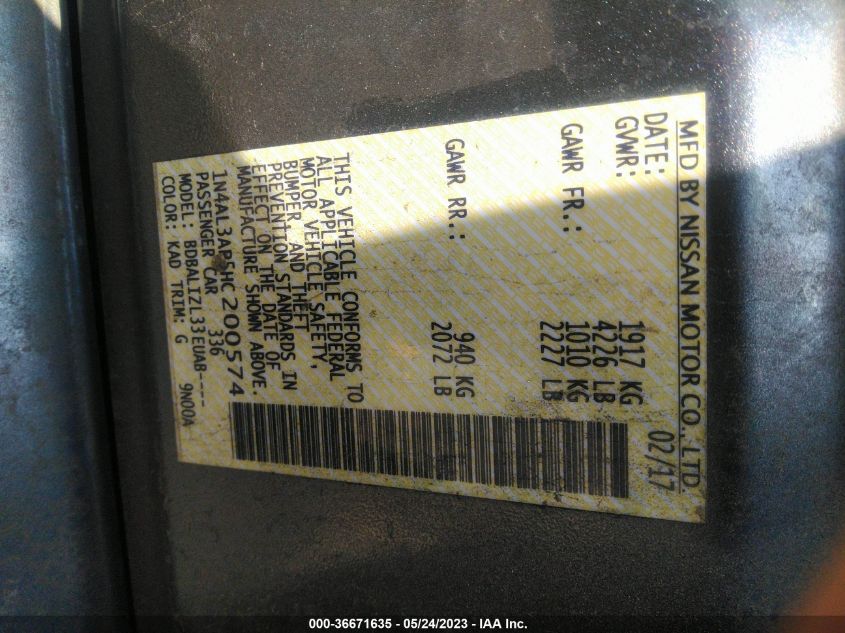 MFD BY NISSAN MOTOR CO., LTD.
DATE: 02/17
GVWR: 1917 KG
4226 LB
GAWR FR.: 1010 KG
2227 LB
GAWR RR.: 940 KG
2072 LB
THIS VEHICLE CONFORMS TO
ALL APPLICABLE FEDERAL
MOTOR VEHICLE SAFETY,
BUMPER, AND THEFT
PREVENTION STANDARDS IN
EFFECT ON THE DATE OF
MANUFACTURE SHOWN ABOVE.
1N4AL3AP5HC200574
PASSENGER CAR 336
MODEL: BDBALIZL33EUAB----
COLOR: KAD TRIM: G 9N00A
000-36671635 - 05/24/2023 - IAA Inc.